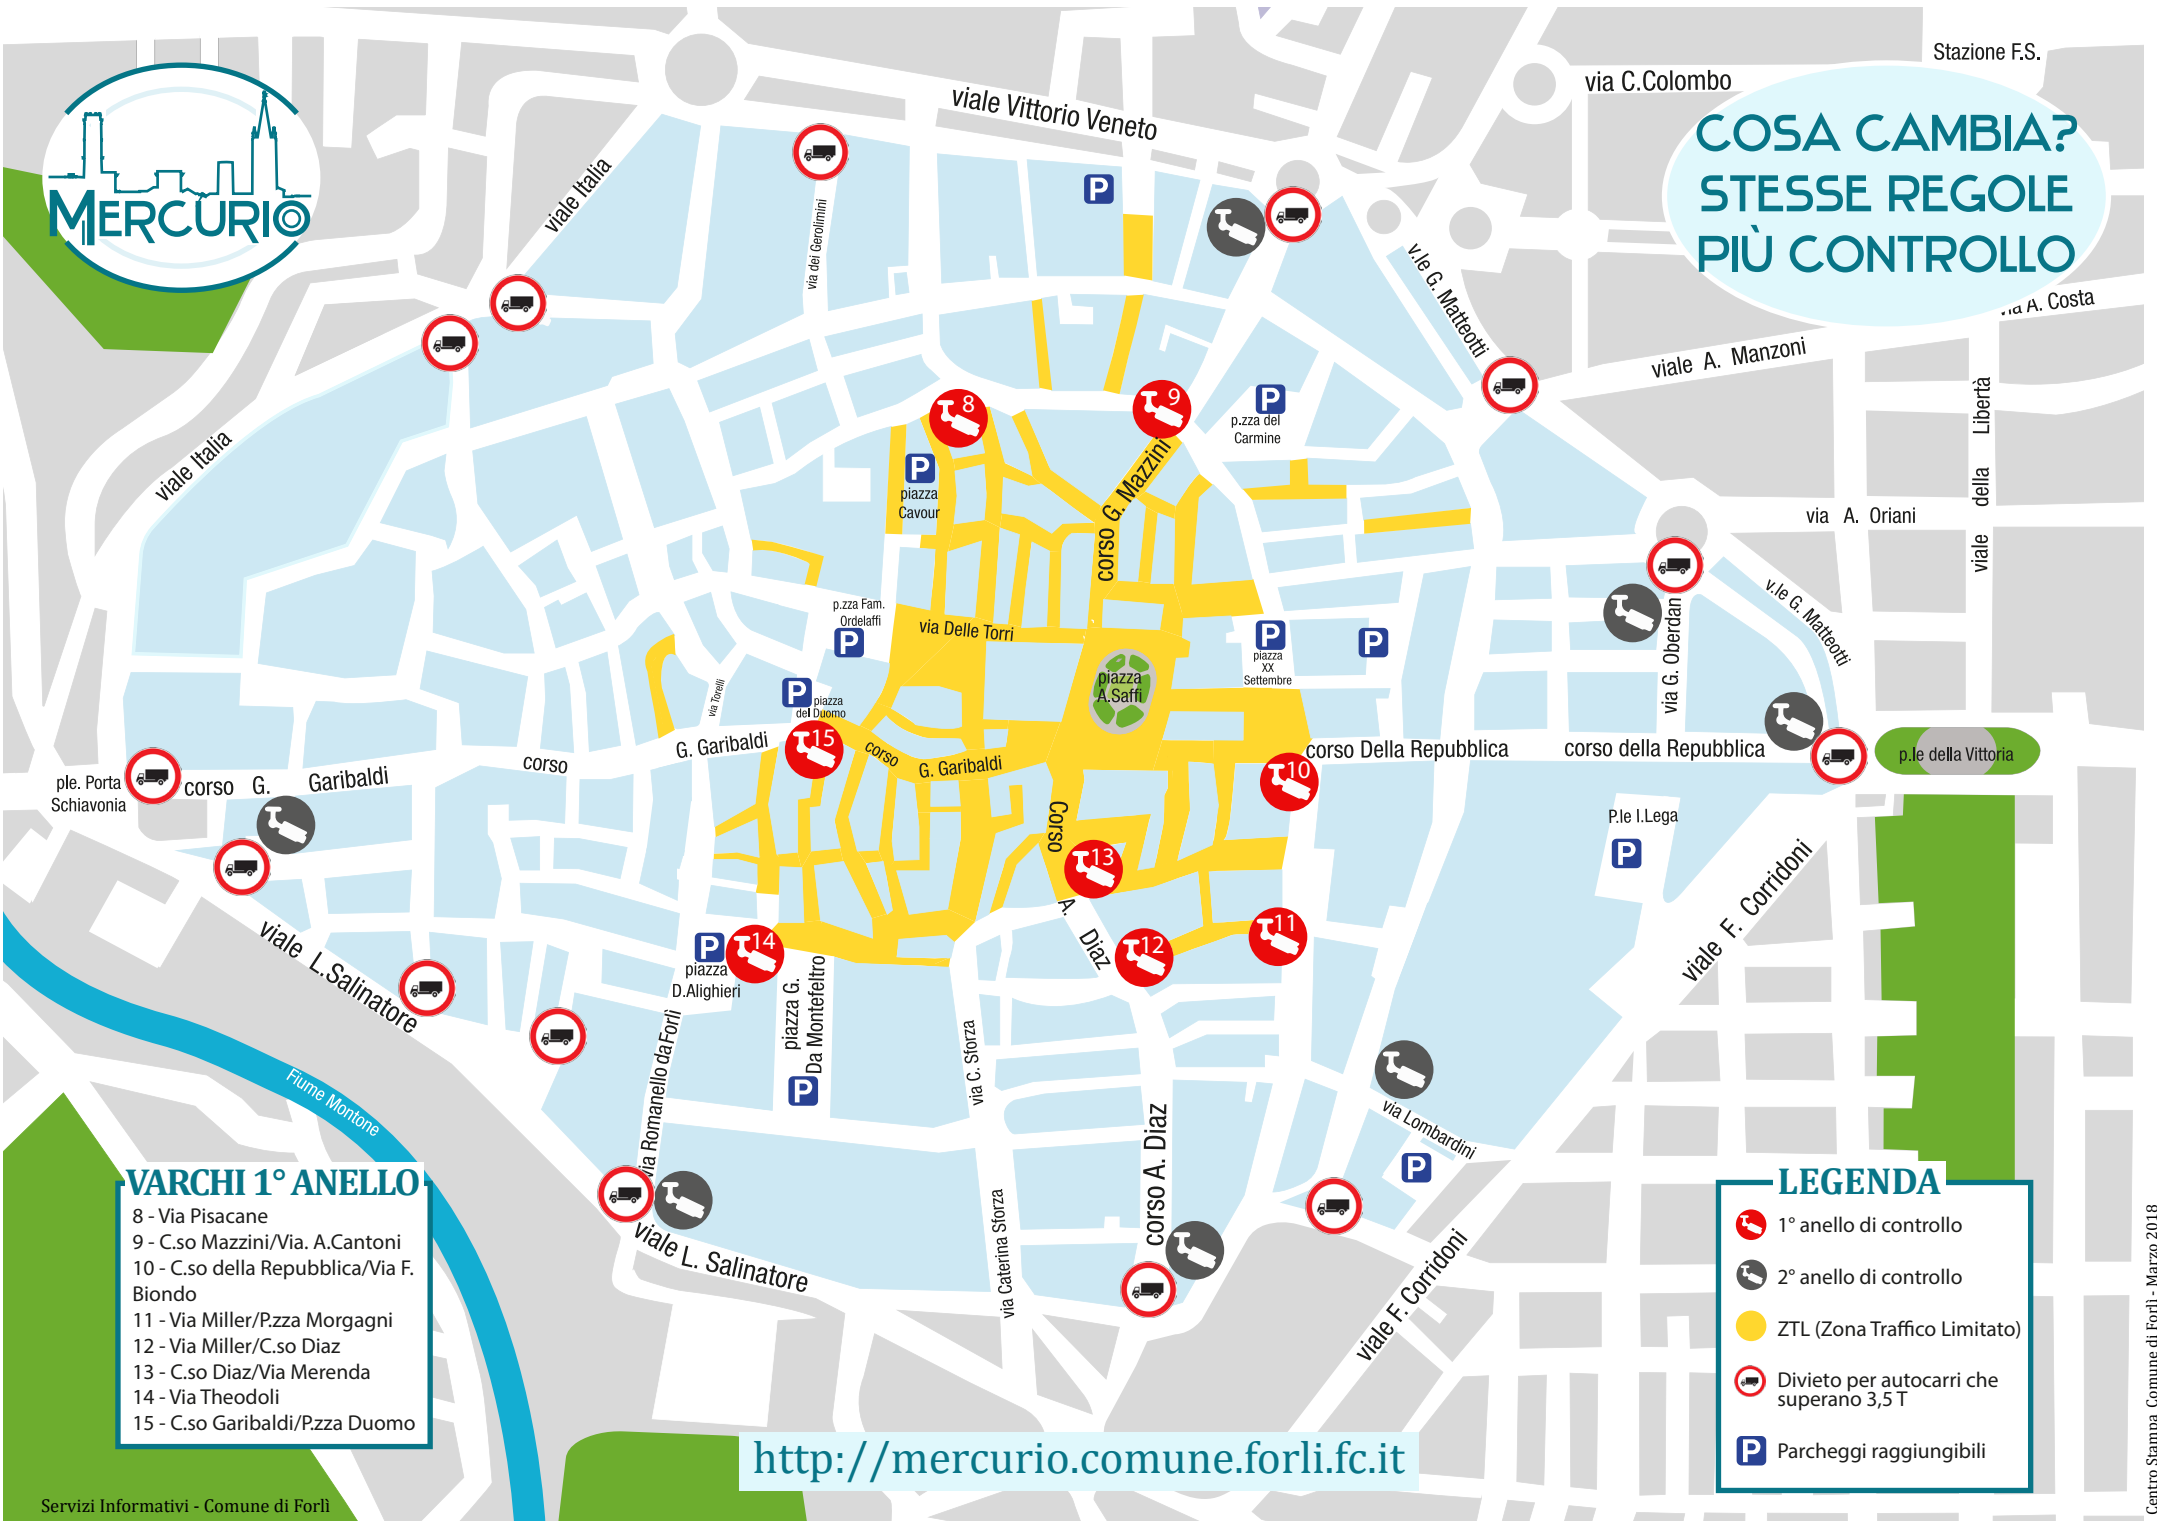 MERCURIO
COSA CAMBIA?
STESSE REGOLE
PIÙ CONTROLLO
Stazione F.S.
via C.Colombo
viale Vittorio Veneto
viale Italia
via dei Gerolimini
P
v.le G. Matteotti
A. Costa
viale A. Manzoni
viale della Libertà
8
9
P
p.zza del
Carmine
viale Italia
P
piazza
Cavour
corso G. Mazzini
via A. Oriani
v.le G. Matteotti
p.zza Fam.
Ordelaffi
P
via Delle Torri
P
piazza
XX
Settembre
P
via G. Oberdan
piazza
A.Saffi
via Torelli
P
piazza
del Duomo
15
G. Garibaldi
corso
corso
G. Garibaldi
corso Della Repubblica
corso della Repubblica
p.le della Vittoria
10
ple. Porta
Schiavonia
corso G. Garibaldi
Corso
A.
Diaz
13
P.le I.Lega
P
viale F. Corridoni
viale L.Salinatore
14
P
piazza
D.Alighieri
12
11
piazza G.
Da Montefeltro
P
via Romanello da Forlì
via C. Sforza
Fiume Montone
via Lombardini
P
corso A. Diaz
via Caterina Sforza
viale L. Salinatore
viale F. Corridoni
VARCHI 1° ANELLO
8 - Via Pisacane
9 - C.so Mazzini/Via. A.Cantoni
10 - C.so della Repubblica/Via F.
Biondo
11 - Via Miller/P.zza Morgagni
12 - Via Miller/C.so Diaz
13 - C.so Diaz/Via Merenda
14 - Via Theodoli
15 - C.so Garibaldi/P.zza Duomo
LEGENDA
1° anello di controllo
2° anello di controllo
ZTL (Zona Traffico Limitato)
Divieto per autocarri che
superano 3,5 T
P Parcheggi raggiungibili
http://mercurio.comune.forli.fc.it
Servizi Informativi - Comune di Forlì
Centro Stampa Comune di Forlì - Marzo 2018